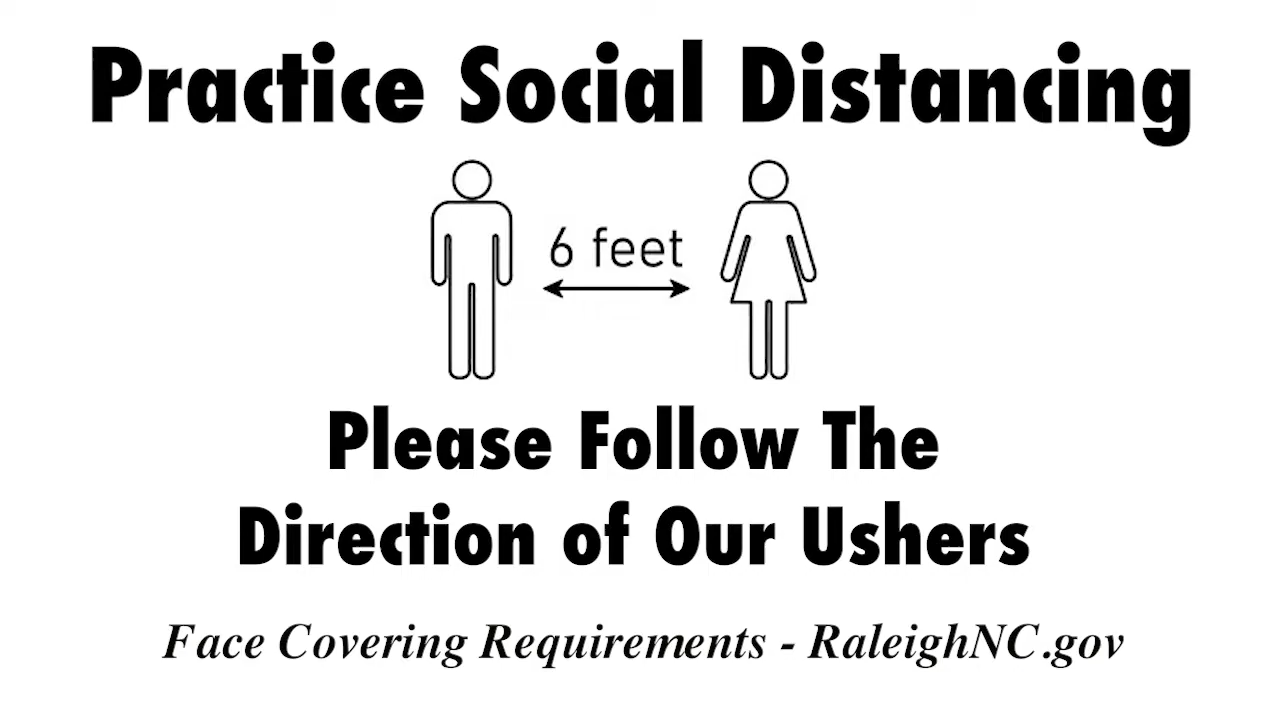 Practice Social Distancing
6 feet
Please Follow The
Direction of Our Ushers
Face Covering Requirements - RaleighNC.gov